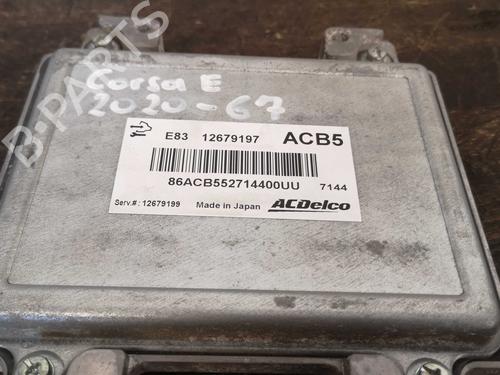 B-PARTS
Corsa E
2020-67
E83 12679197 ACB5
86ACB552714400UU 7144
Serv.#: 12679199 Made in Japan ACDelco